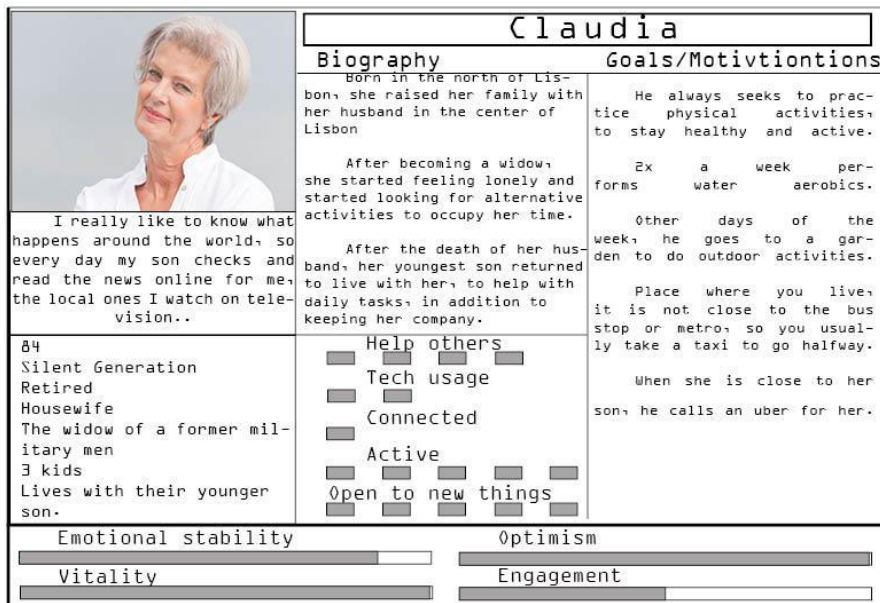 Claudia
Biography
Born in the north of Lis-
bon, she raised her family with
her husband in the center of
Lisbon
After becoming a widow,
she started feeling lonely and
started looking for alternative
activities to occupy her time.
After the death of her hus-
band, her youngest son returned
to live with her, to help with
daily tasks, in addition to
keeping her company.
Goals/Motivtiontions
He always seeks to prac-
tice physical activities,
to stay healthy and active.
2x a week per-
forms water aerobics.
Other days of the
week, he goes to a gar-
den to do outdoor activities.
Place where you live,
it is not close to the bus
stop or metro, so you usual-
ly take a taxi to go halfway.
When she is close to her
son, he calls an uber for her.
I really like to know what
happens around the world, so
every day my son checks and
read the news online for me,
the local ones I watch on tele-
vision..
84
Silent Generation
Retired
Housewife
The widow of a former mil-
itary men
3 kids
Lives with their younger
son.
Help others
Tech usage
Connected
Active
Open to new things
Emotional stability
Optimism
Vitality
Engagement